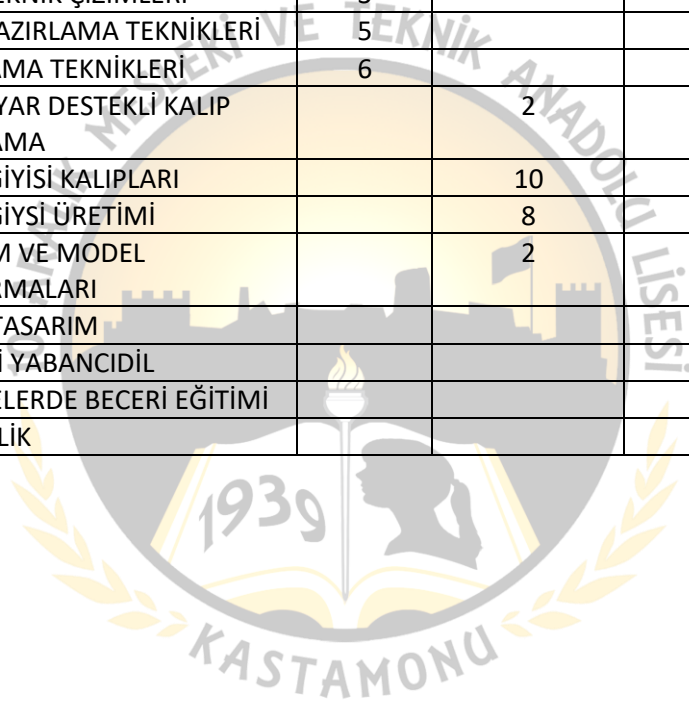 AZIRLAMA TEKNİKLERİ 5
AMA TEKNİKLERİ 6
YAR DESTEKLİ KALIP 2
AMA
GİYİSİ KALIPLARI 10
GİYSİ ÜRETİMİ 8
M VE MODEL 2
RMALARI
TASARIM
İ YABANCIDİL
ELERDE BECERİ EĞİTİMİ
LİK
MESLEKİ VE TEKNİK ANADOLU LİSESİ
1939
KASTAMONU